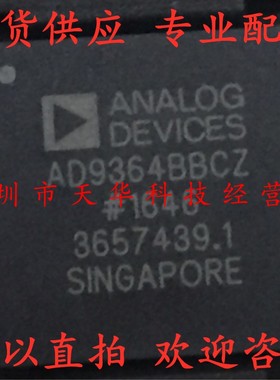 货供应 专业配
ANALOG
DEVICES
AD9364BBCZ
圳市天华科技经营
#1646
3657439.1
SINGAPORE
以直拍 欢迎咨